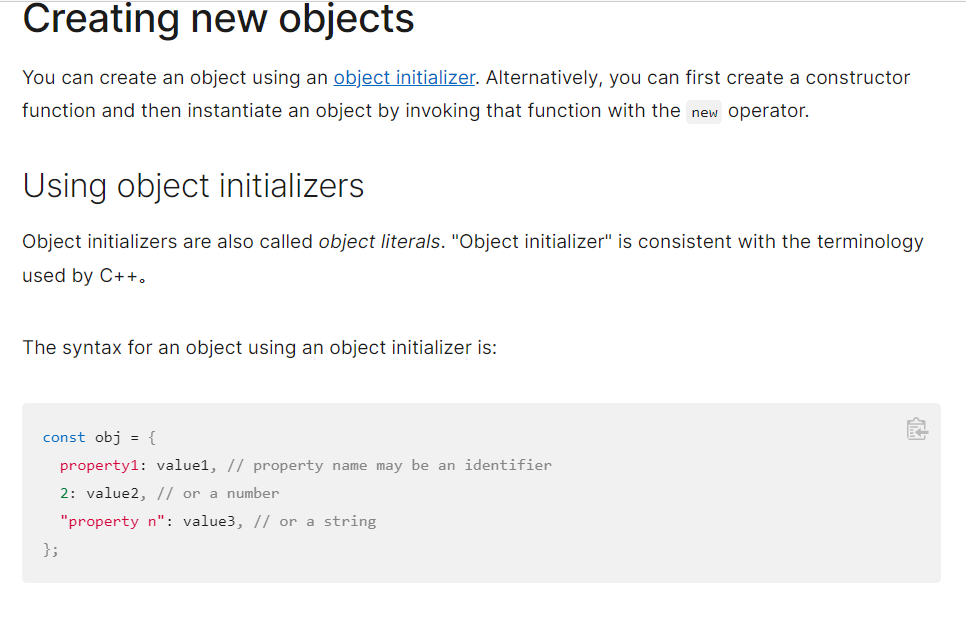 Creating new objects
You can create an object using an object initializer. Alternatively, you can first create a constructor
function and then instantiate an object by invoking that function with the new operator.
Using object initializers
Object initializers are also called object literals. "Object initializer" is consistent with the terminology
used by C++。
The syntax for an object using an object initializer is:
const obj = {
  property1: value1, // property name may be an identifier
  2: value2, // or a number
  "property n": value3, // or a string
};